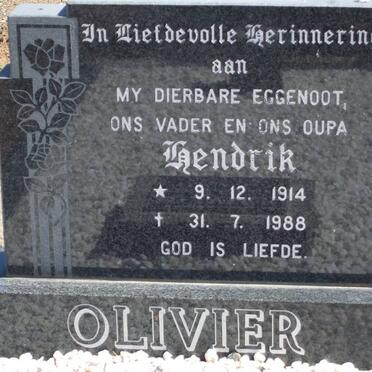 In Liefdevolle Herinnering
aan
MY DIERBARE EGGENOOT,
ONS VADER EN ONS OUPA
Hendrik
★ 9. 12. 1914
† 31. 7. 1988
GOD IS LIEFDE.
OLIVIER